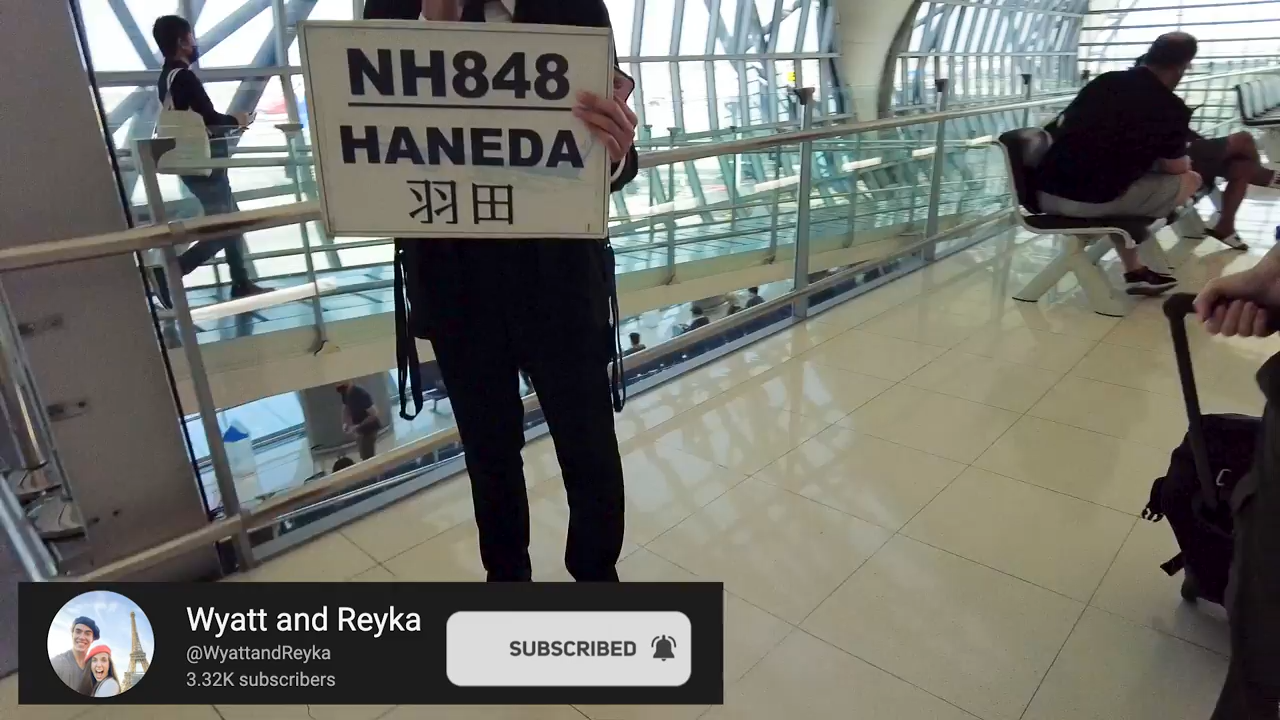 NH848
HANEDA
羽田
Wyatt and Reyka
@WyattandReyka
3.32K subscribers
SUBSCRIBED